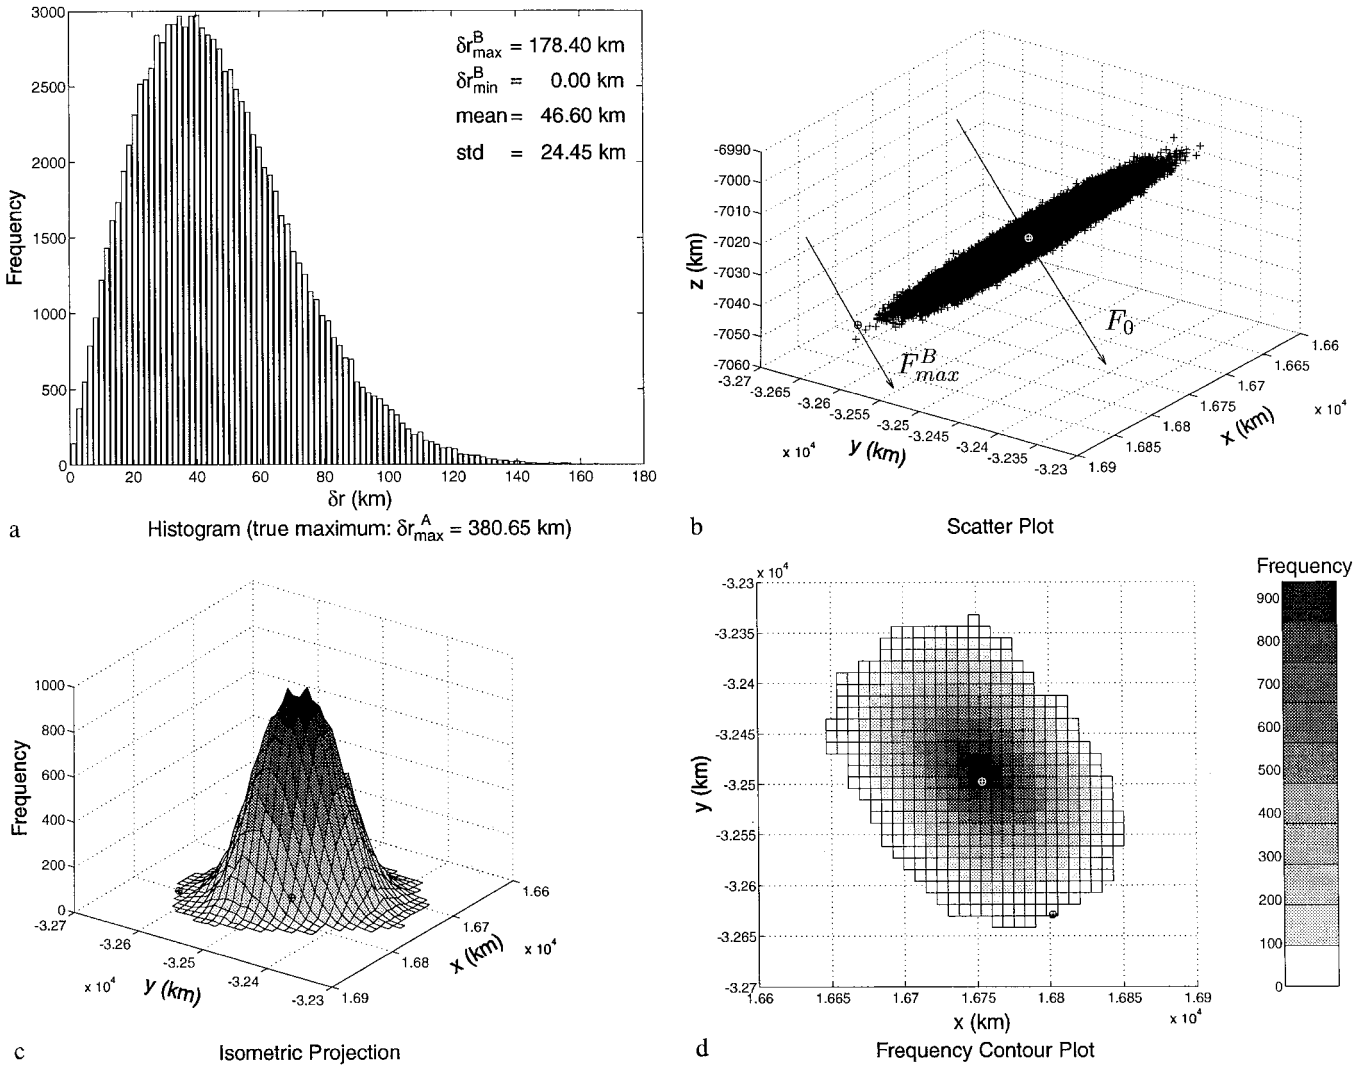 3000
2500
2000
1500
1000
500
0
Frequency
0 20 40 60 80 100 120 140 160 180
δr (km)
δr^B_max = 178.40 km
δr^B_min = 0.00 km
mean = 46.60 km
std = 24.45 km
a
Histogram (true maximum: δr^A_max = 380.65 km)
-6990
-7000
-7010
-7020
-7030
-7040
-7050
-7060
z (km)
-3.27
-3.265
-3.26
-3.255
-3.25
-3.245
-3.24
-3.235
-3.23
x 10^4
y (km)
1.66
1.665
1.67
1.675
1.68
1.685
1.69
x 10^4
x (km)
F_0
F^B_max
b
Scatter Plot
1000
800
600
400
200
0
Frequency
-3.27
-3.26
-3.25
-3.24
-3.23
x 10^4
y (km)
1.66
1.67
1.68
1.69
x 10^4
x (km)
c
Isometric Projection
x 10^4
-3.23
-3.235
-3.24
-3.245
-3.25
-3.255
-3.26
-3.265
-3.27
y (km)
1.66 1.665 1.67 1.675 1.68 1.685 1.69
x (km)
x 10^4
Frequency
900
800
700
600
500
400
300
200
100
0
d
Frequency Contour Plot